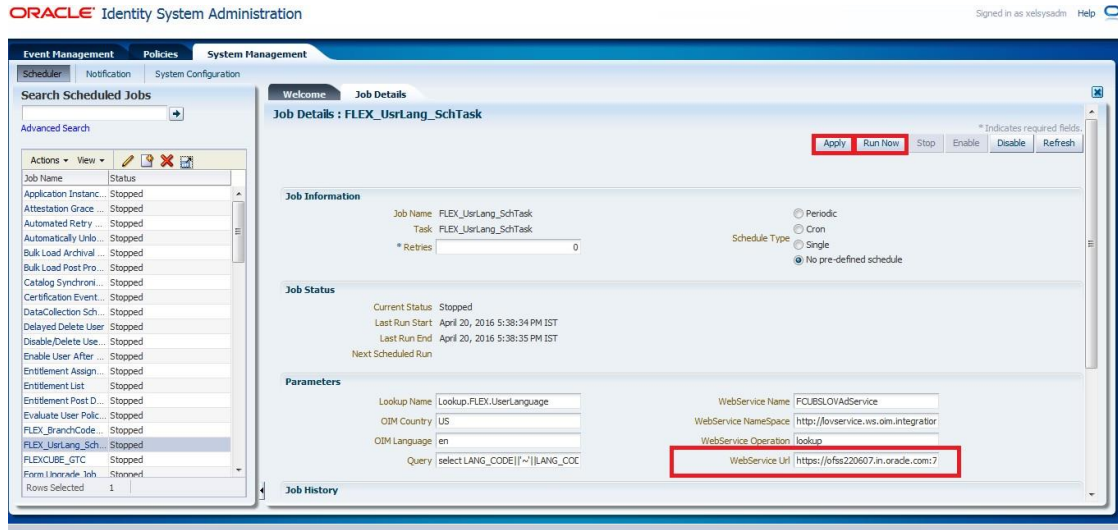 ORACLE Identity System Administration
Signed in as xelsysadm Help
Event Management Policies System Management
Scheduler Notification System Configuration
Search Scheduled Jobs
Advanced Search
Actions View
Job Name Status
Application Instanc... Stopped
Attestation Grace ... Stopped
Automated Retry ... Stopped
Automatically Unlo... Stopped
Bulk Load Archival ... Stopped
Bulk Load Post Pro... Stopped
Catalog Synchroni... Stopped
Certification Event... Stopped
DataCollection Sch... Stopped
Delayed Delete User Stopped
Disable/Delete Use... Stopped
Enable User After ... Stopped
Entitlement Assign... Stopped
Entitlement List Stopped
Entitlement Post D... Stopped
Evaluate User Polic... Stopped
FLEX_BranchCode... Stopped
FLEX_UsrLang_Sch... Stopped
FLEXCUBE_GTC Stopped
Form Upgrade Job Stopped
Rows Selected 1
Welcome Job Details
Job Details : FLEX_UsrLang_SchTask
* Indicates required fields.
Apply Run Now Stop Enable Disable Refresh
Job Information
Job Name FLEX_UsrLang_SchTask
Task FLEX_UsrLang_SchTask
* Retries 0
Schedule Type
Periodic
Cron
Single
No pre-defined schedule
Job Status
Current Status Stopped
Last Run Start April 20, 2016 5:38:34 PM IST
Last Run End April 20, 2016 5:38:35 PM IST
Next Scheduled Run
Parameters
Lookup Name Lookup.FLEX.UserLanguage
OIM Country US
OIM Language en
Query select LANG_CODE||'~'||LANG_COD
WebService Name FCUBSLOVAdService
WebService NameSpace http://lovservice.ws.oim.integration
WebService Operation lookup
WebService Url https://ofss220607.in.oracle.com:7
Job History